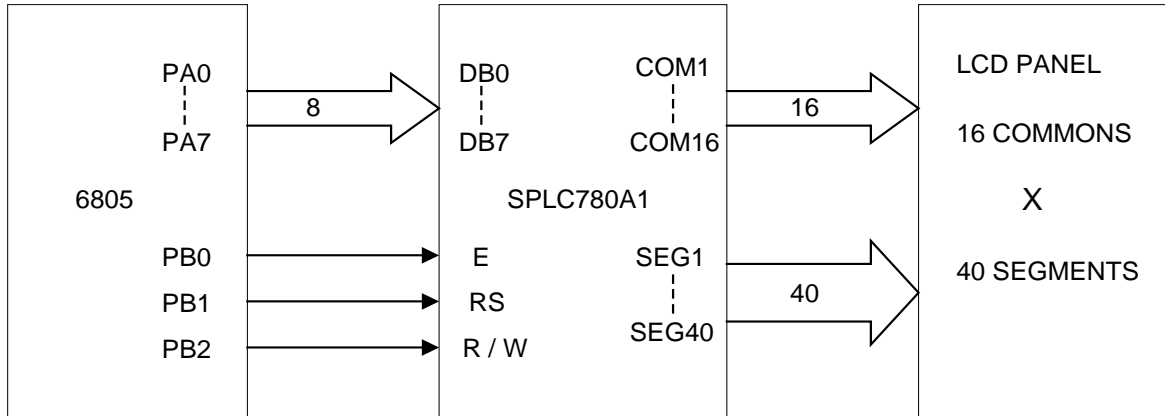 PA0
PA7
6805
PB0
PB1
PB2
8
DB0
DB7
SPLC780A1
E
RS
R / W
COM1
COM16
SEG1
SEG40
16
40
LCD PANEL
16 COMMONS
X
40 SEGMENTS